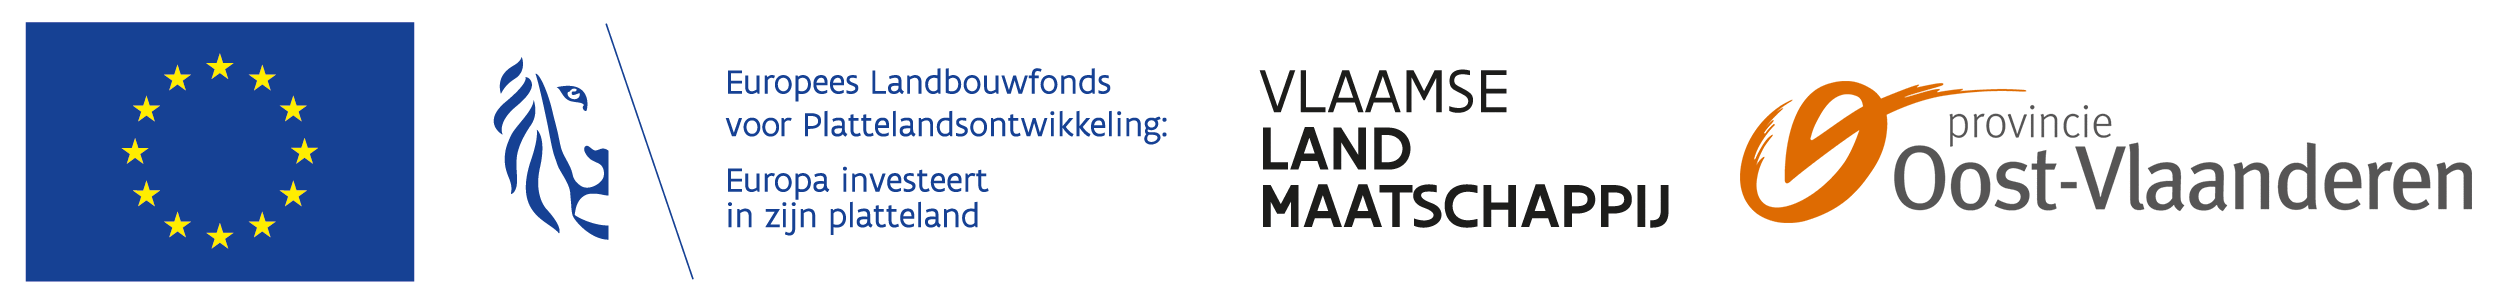 Europees Landbouwfonds
voor Plattelandsontwikkeling:
Europa investeert
in zijn platteland
VLAAMSE
LAND
MAATSCHAPPIJ
provincie
Oost-Vlaanderen